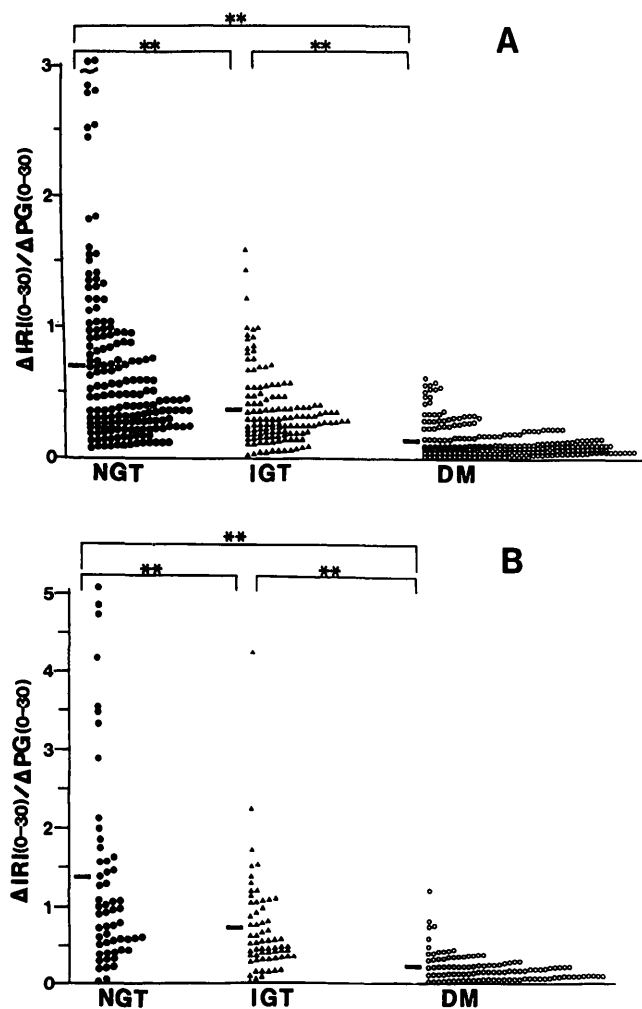 **
A
** **
3
2
1
0
ΔIRI(0–30)/ΔPG(0–30)
NGT IGT DM
**
B
** **
5
4
3
2
1
0
ΔIRI(0–30)/ΔPG(0–30)
NGT IGT DM